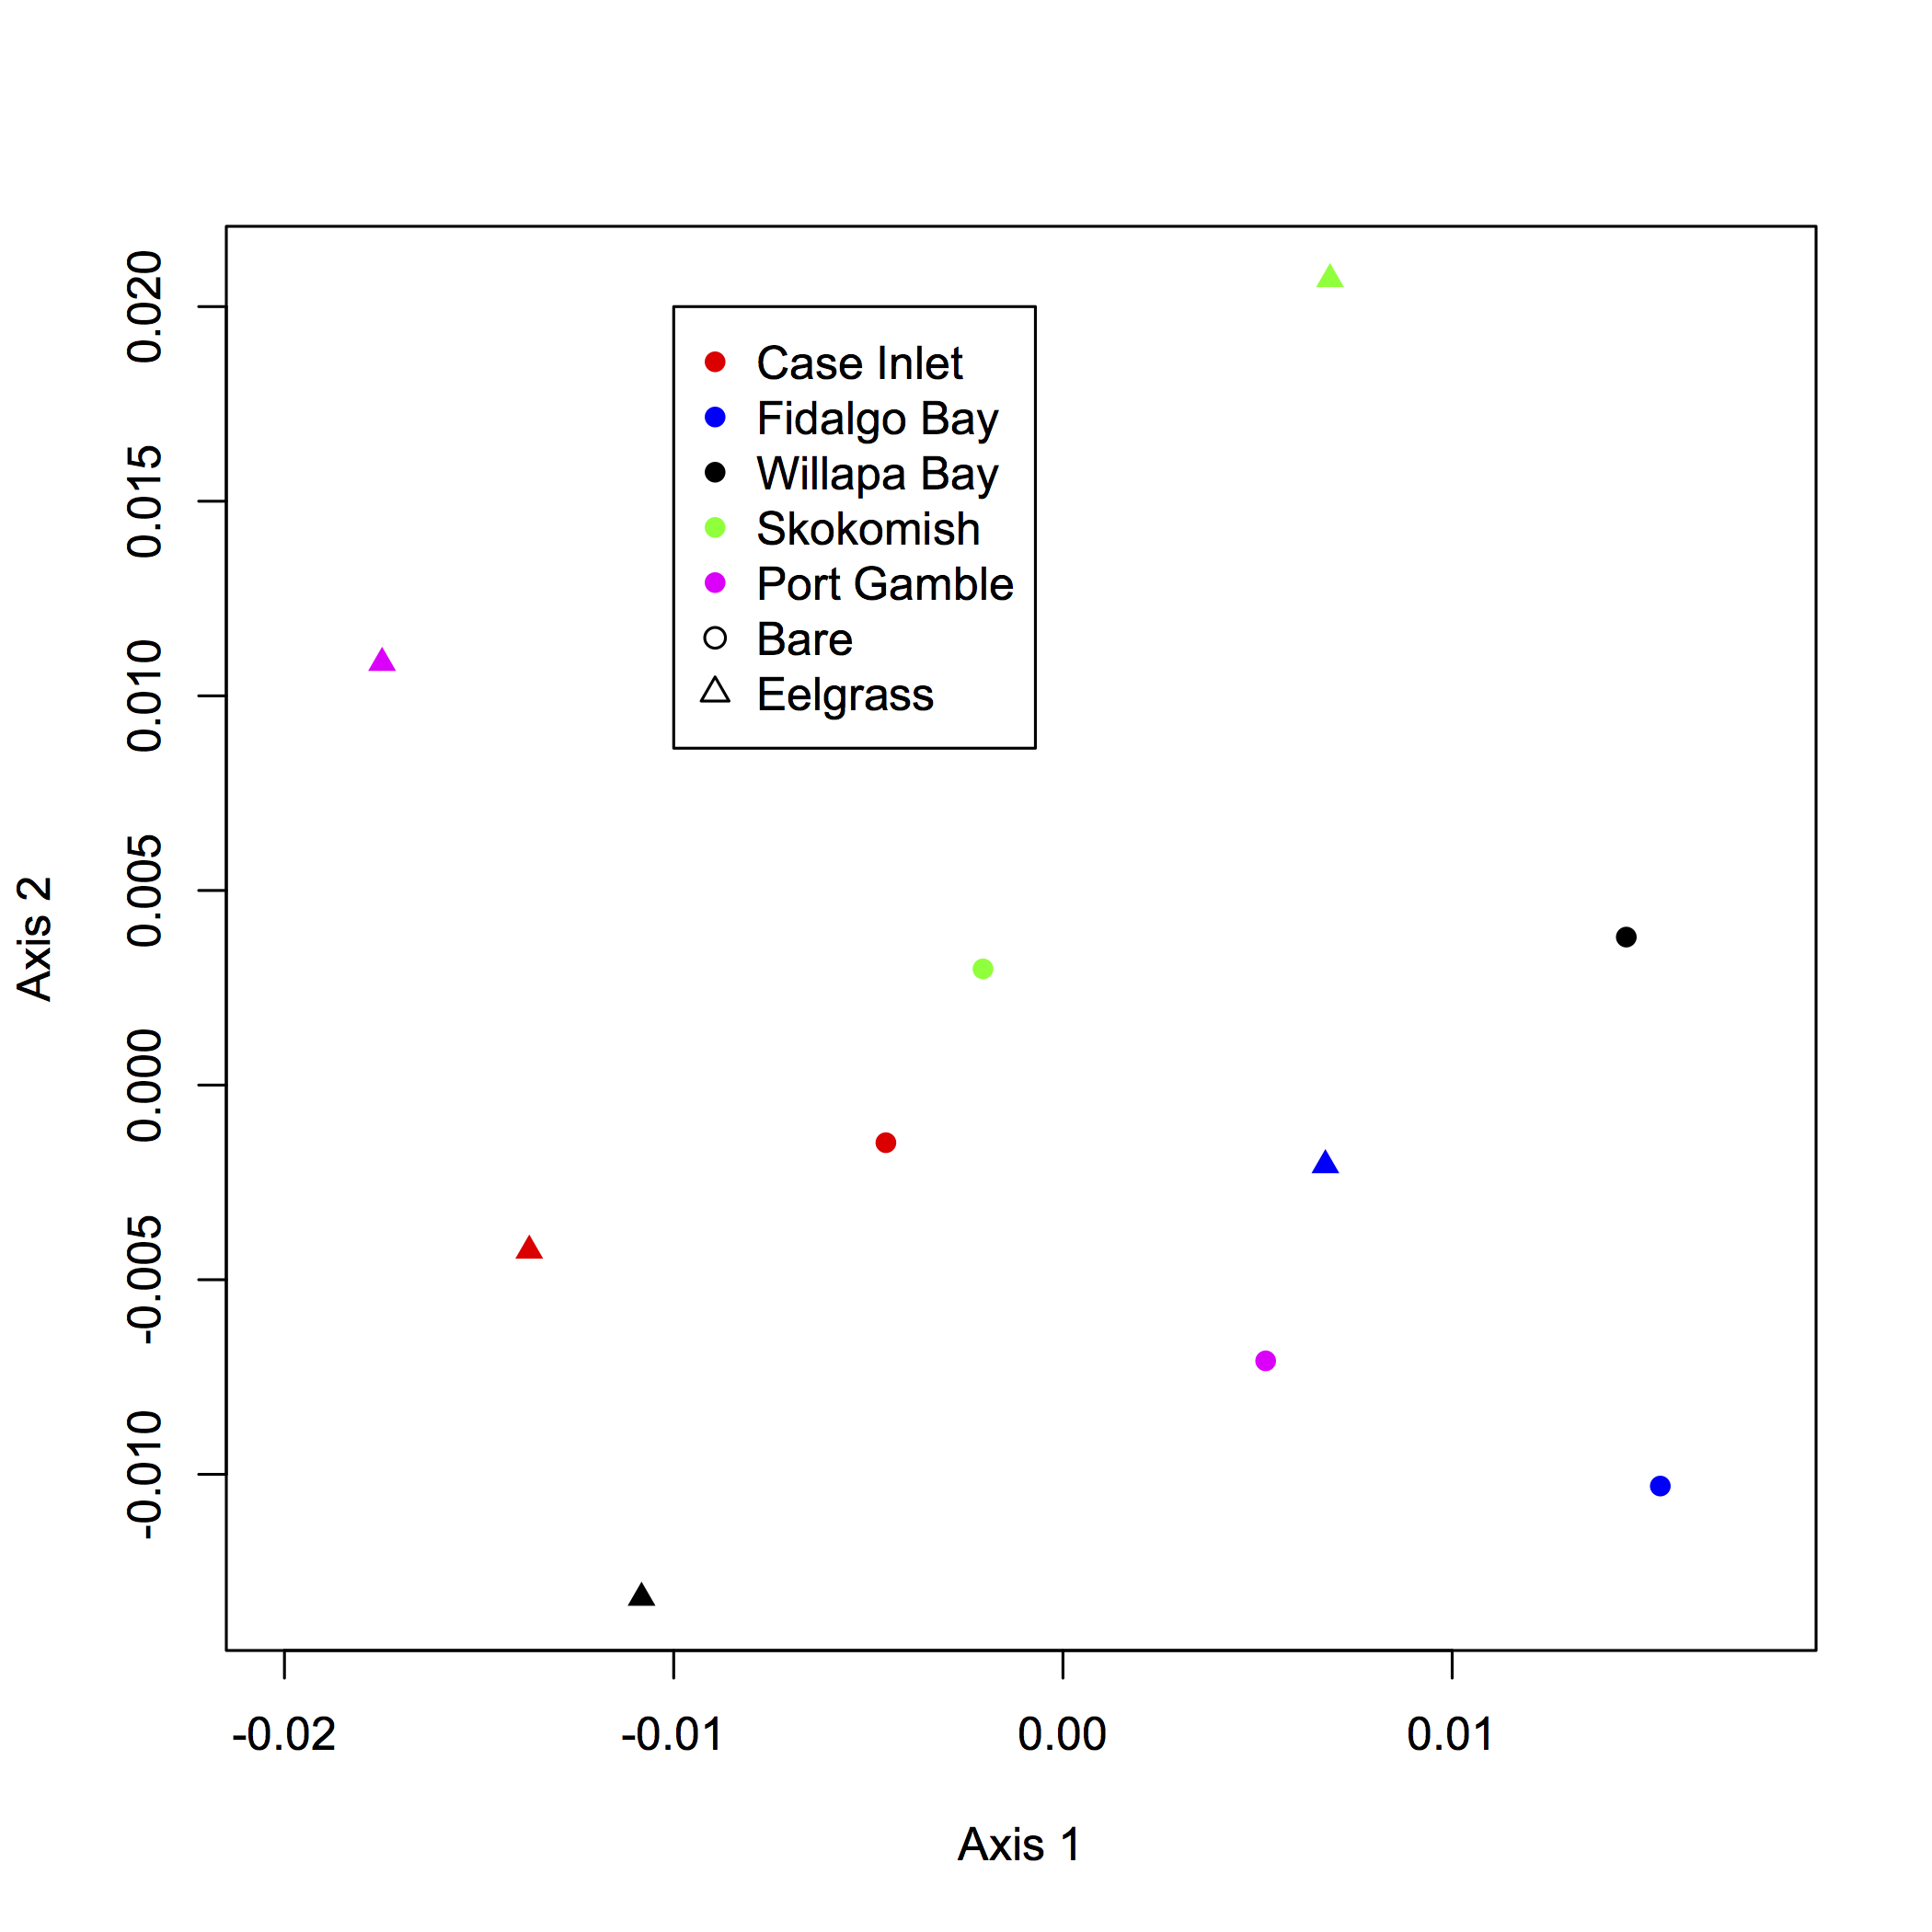 0.020
0.015
0.010
0.005
0.000
-0.005
-0.010
Axis 2
Case Inlet
Fidalgo Bay
Willapa Bay
Skokomish
Port Gamble
Bare
Eelgrass
-0.02 -0.01 0.00 0.01
Axis 1